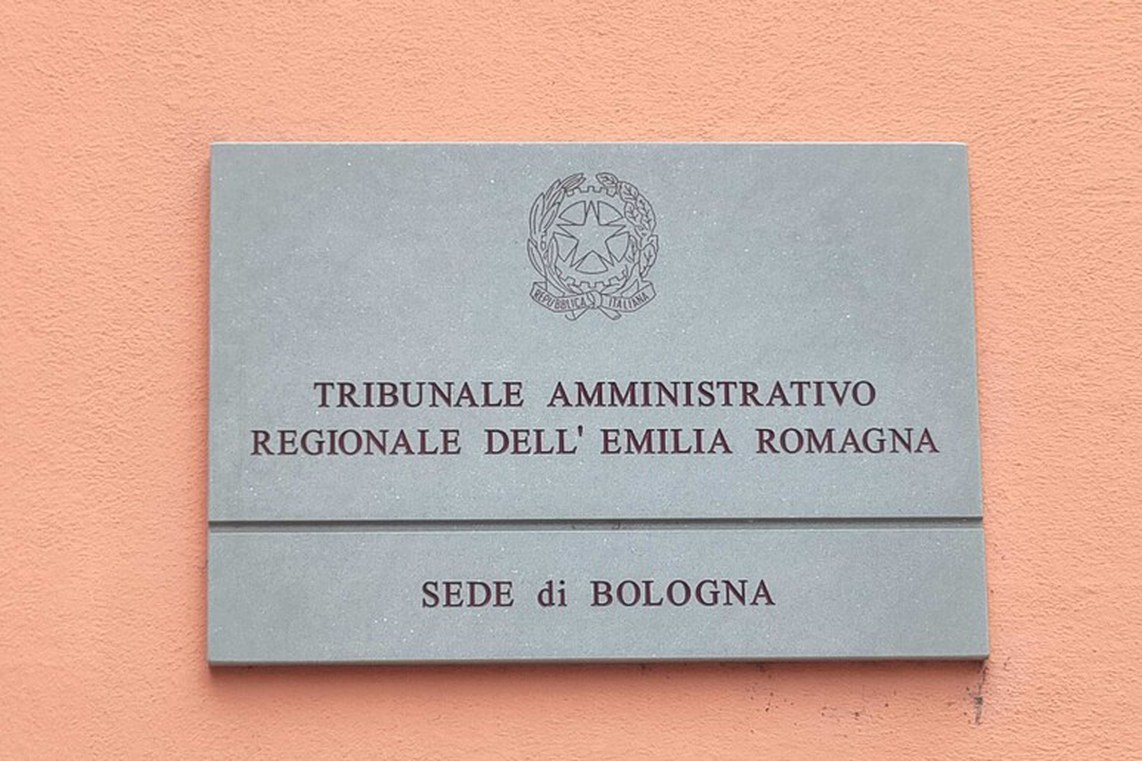 REPUBBLICA ITALIANA
TRIBUNALE AMMINISTRATIVO
REGIONALE DELL' EMILIA ROMAGNA
SEDE di BOLOGNA